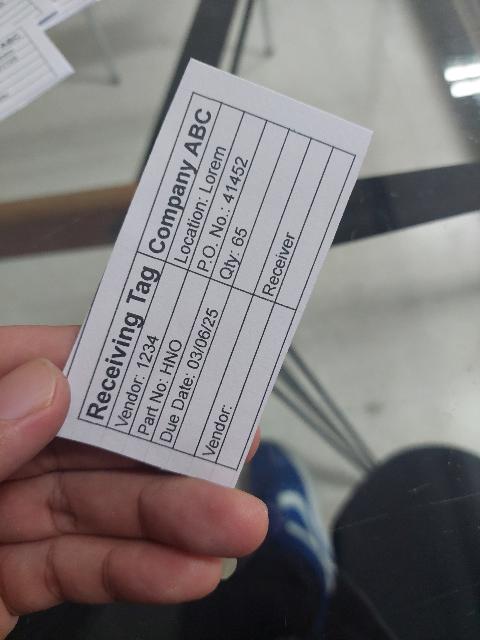 Receiving Tag Company ABC
Vendor: 1234 Location: Lorem
Part No: HNO P.O. No.: 41452
Due Date: 03/06/25 Qty: 65
Vendor: Receiver